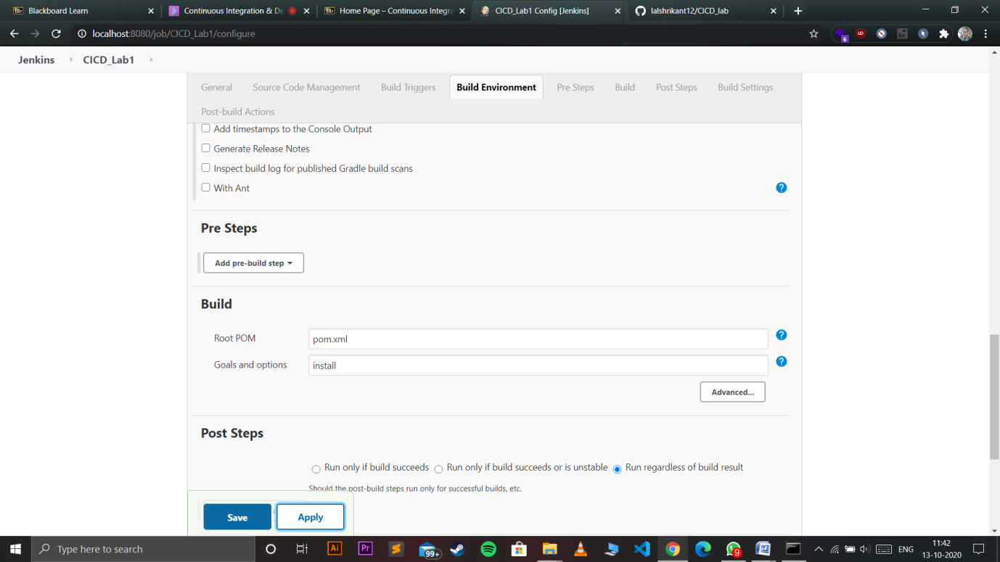 Blackboard Learn
Continuous Integration & De
Home Page – Continuous Integra
CICD_Lab1 Config [Jenkins]
lalshrikant12/CICD_lab
localhost:8080/job/CICD_Lab1/configure
6
Jenkins CICD_Lab1
General Source Code Management Build Triggers Build Environment Pre Steps Build Post Steps Build Settings
Post-build Actions
Add timestamps to the Console Output
Generate Release Notes
Inspect build log for published Gradle build scans
With Ant
Pre Steps
Add pre-build step
Build
Root POM pom.xml
Goals and options install
Advanced...
Post Steps
Run only if build succeeds Run only if build succeeds or is unstable Run regardless of build result
Should the post-build steps run only for successful builds, etc.
Save Apply
Type here to search
Ai Pr 99+ 9 ENG 11:42
13-10-2020